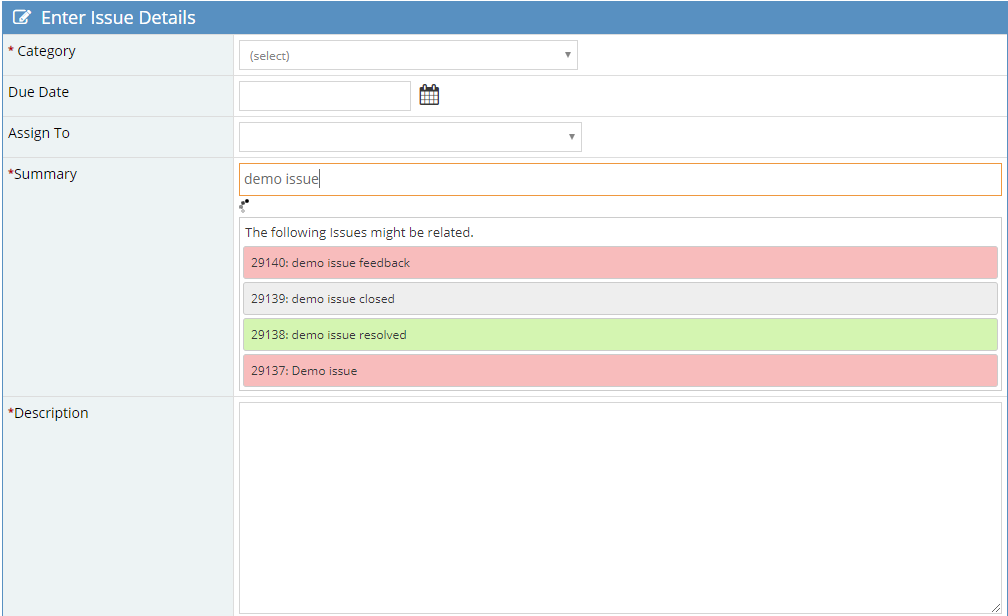 Enter Issue Details
* Category
(select)
Due Date
Assign To
*Summary
demo issue
The following issues might be related.
29140: demo issue feedback
29139: demo issue closed
29138: demo issue resolved
29137: Demo issue
*Description